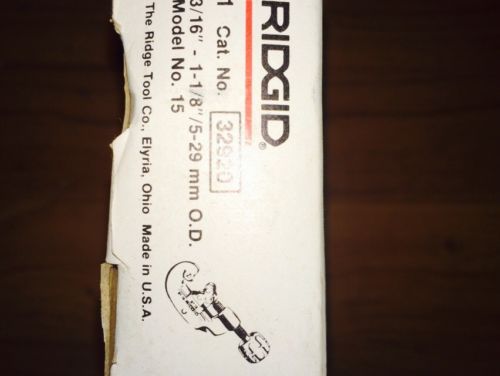 RIDGID®
1 Cat. No. 32920
3/16" - 1-1/8"/5-29 mm O.D.
Model No. 15
The Ridge Tool Co., Elyria, Ohio Made in U.S.A.